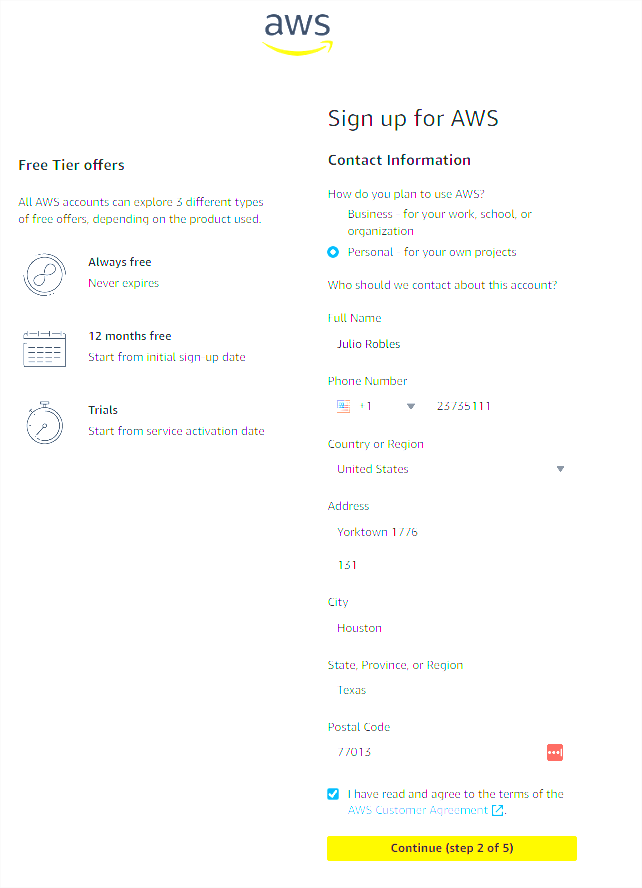 aws
Free Tier offers
All AWS accounts can explore 3 different types
of free offers, depending on the product used.
Always free
Never expires
12 months free
Start from initial sign-up date
Trials
Start from service activation date
Sign up for AWS
Contact Information
How do you plan to use AWS?
Business - for your work, school, or
organization
Personal - for your own projects
Who should we contact about this account?
Full Name
Julio Robles
Phone Number
+1 23735111
Country or Region
United States
Address
Yorktown 1776
131
City
Houston
State, Province, or Region
Texas
Postal Code
77013
I have read and agree to the terms of the
AWS Customer Agreement.
Continue (step 2 of 5)